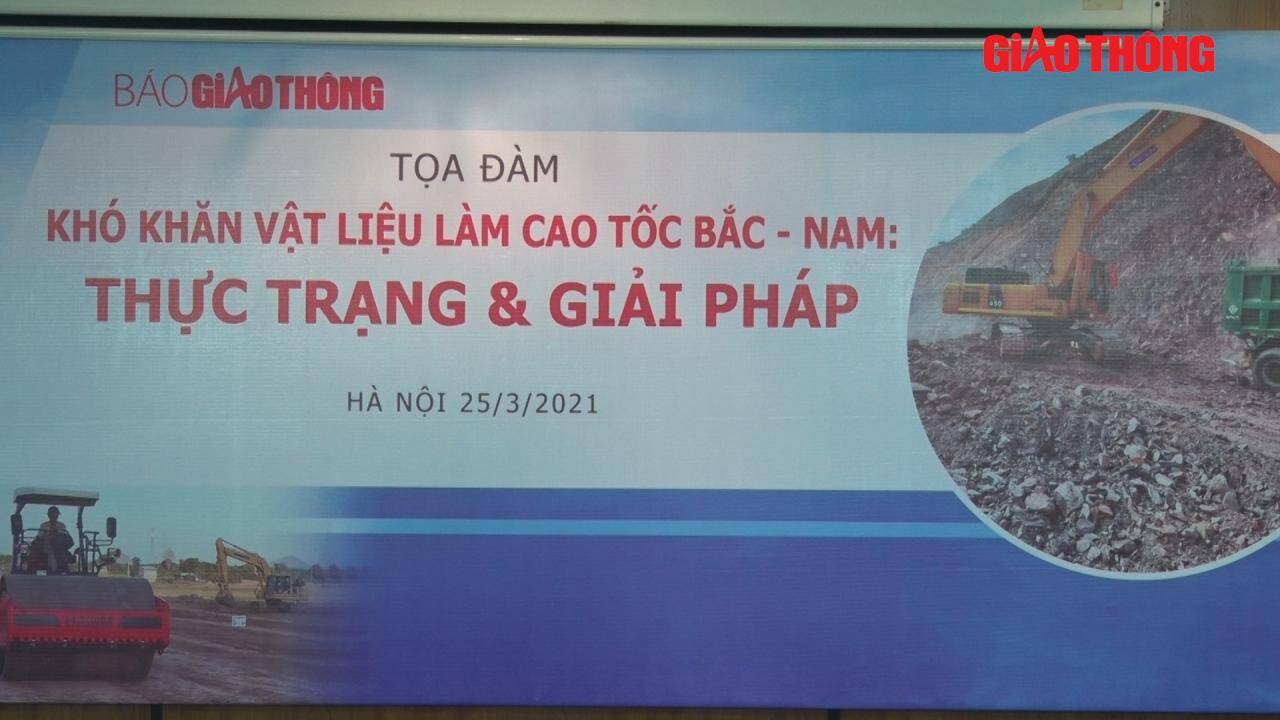 GIAO THÔNG
BÁO GIAO THÔNG
TỌA ĐÀM
KHÓ KHĂN VẬT LIỆU LÀM CAO TỐC BẮC - NAM:
THỰC TRẠNG & GIẢI PHÁP
HÀ NỘI 25/3/2021